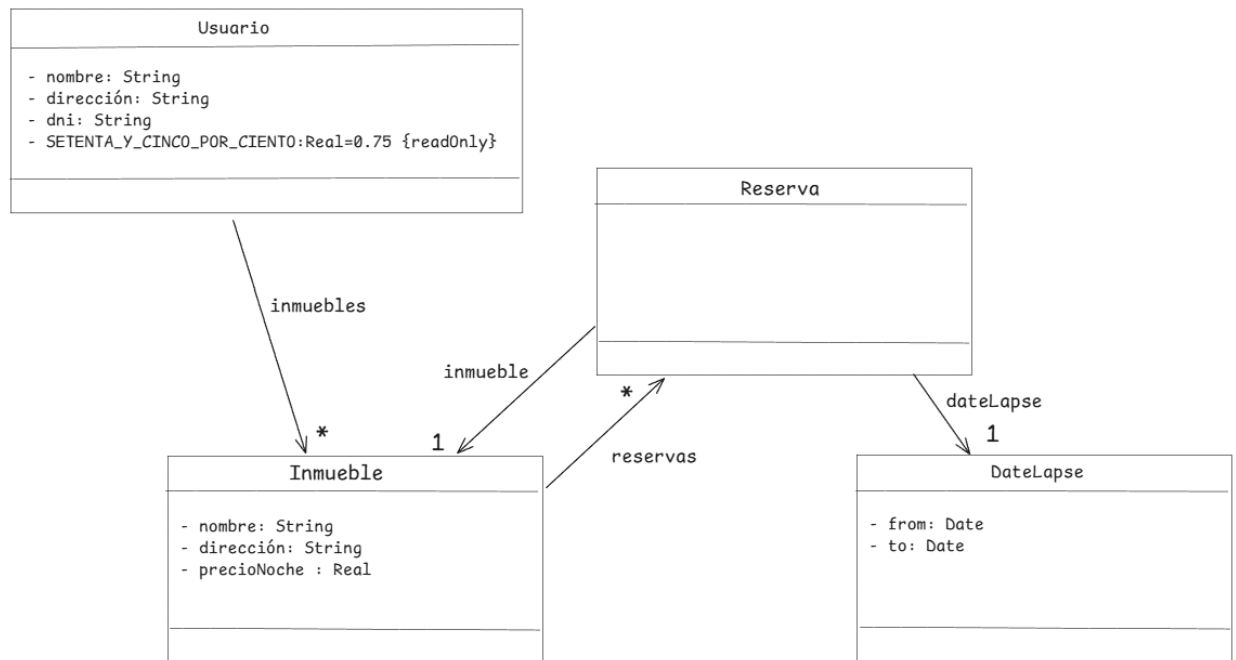 Usuario
- nombre: String
- dirección: String
- dni: String
- SETENTA_Y_CINCO_POR_CIENTO:Real=0.75 {readOnly}
Reserva
inmuebles
inmueble
*
dateLapse
*
1
1
reservas
Inmueble
- nombre: String
- dirección: String
- precioNoche : Real
DateLapse
- from: Date
- to: Date